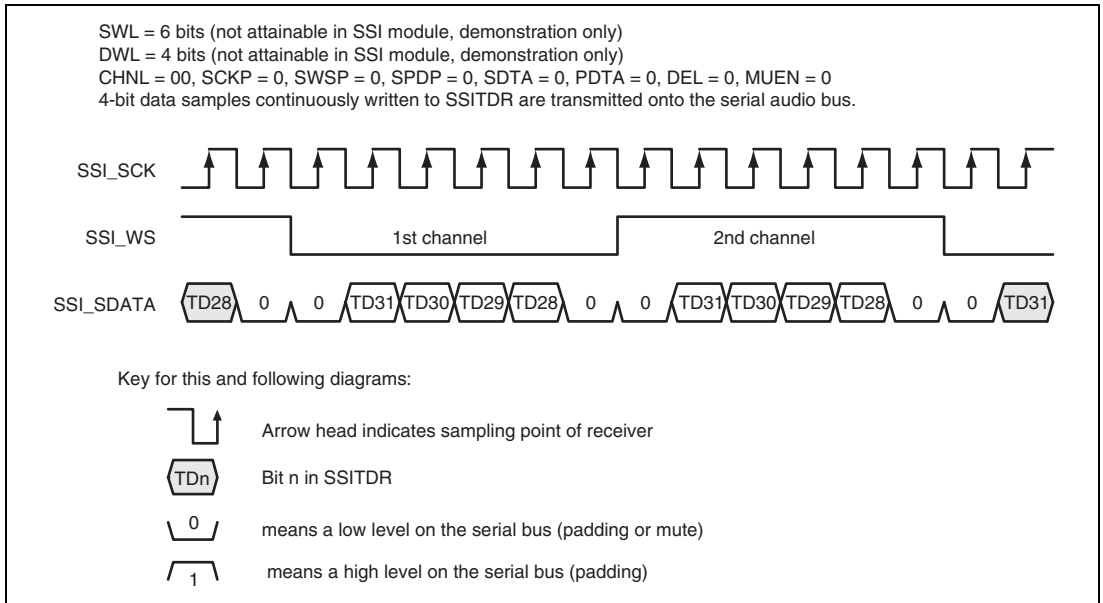 SWL = 6 bits (not attainable in SSI module, demonstration only)
DWL = 4 bits (not attainable in SSI module, demonstration only)
CHNL = 00, SCKP = 0, SWSP = 0, SPDP = 0, SDTA = 0, PDTA = 0, DEL = 0, MUEN = 0
4-bit data samples continuously written to SSITDR are transmitted onto the serial audio bus.
SSI_SCK
SSI_WS 1st channel 2nd channel
SSI_SDATA TD28 0 0 TD31 TD30 TD29 TD28 0 0 TD31 TD30 TD29 TD28 0 0 TD31
Key for this and following diagrams:
Arrow head indicates sampling point of receiver
TDn Bit n in SSITDR
0 means a low level on the serial bus (padding or mute)
1 means a high level on the serial bus (padding)